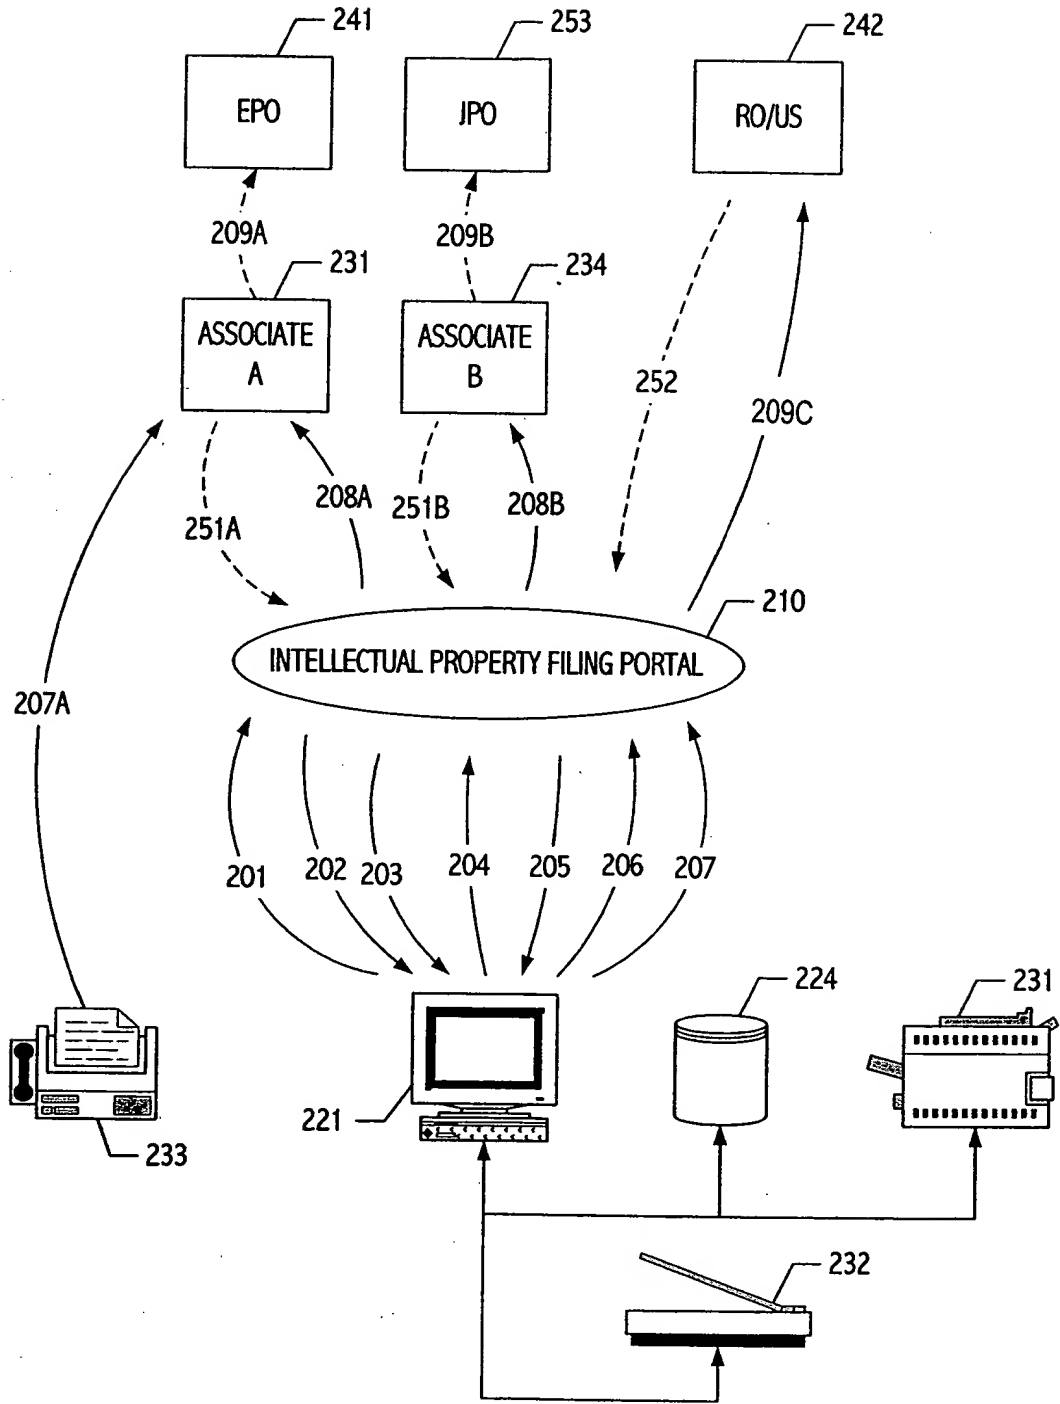 241
253
242
EPO
JPO
RO/US
209A
209B
231
234
ASSOCIATE
A
ASSOCIATE
B
252
209C
251A
208A
251B
208B
210
INTELLECTUAL PROPERTY FILING PORTAL
207A
201
202
203
204
205
206
207
224
231
221
233
232